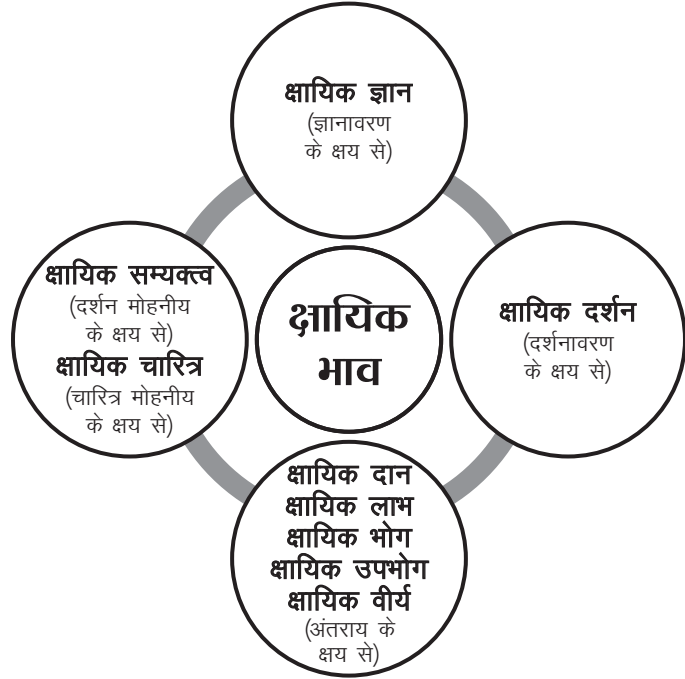 क्षायिक ज्ञान
(ज्ञानावरण
के क्षय से)
क्षायिक सम्यक्त्व
(दर्शन मोहनीय
के क्षय से)
क्षायिक चारित्र
(चारित्र मोहनीय
के क्षय से)
क्षायिक
भाव
क्षायिक दर्शन
(दर्शनावरण
के क्षय से)
क्षायिक दान
क्षायिक लाभ
क्षायिक भोग
क्षायिक उपभोग
क्षायिक वीर्य
(अंतराय के
क्षय से)